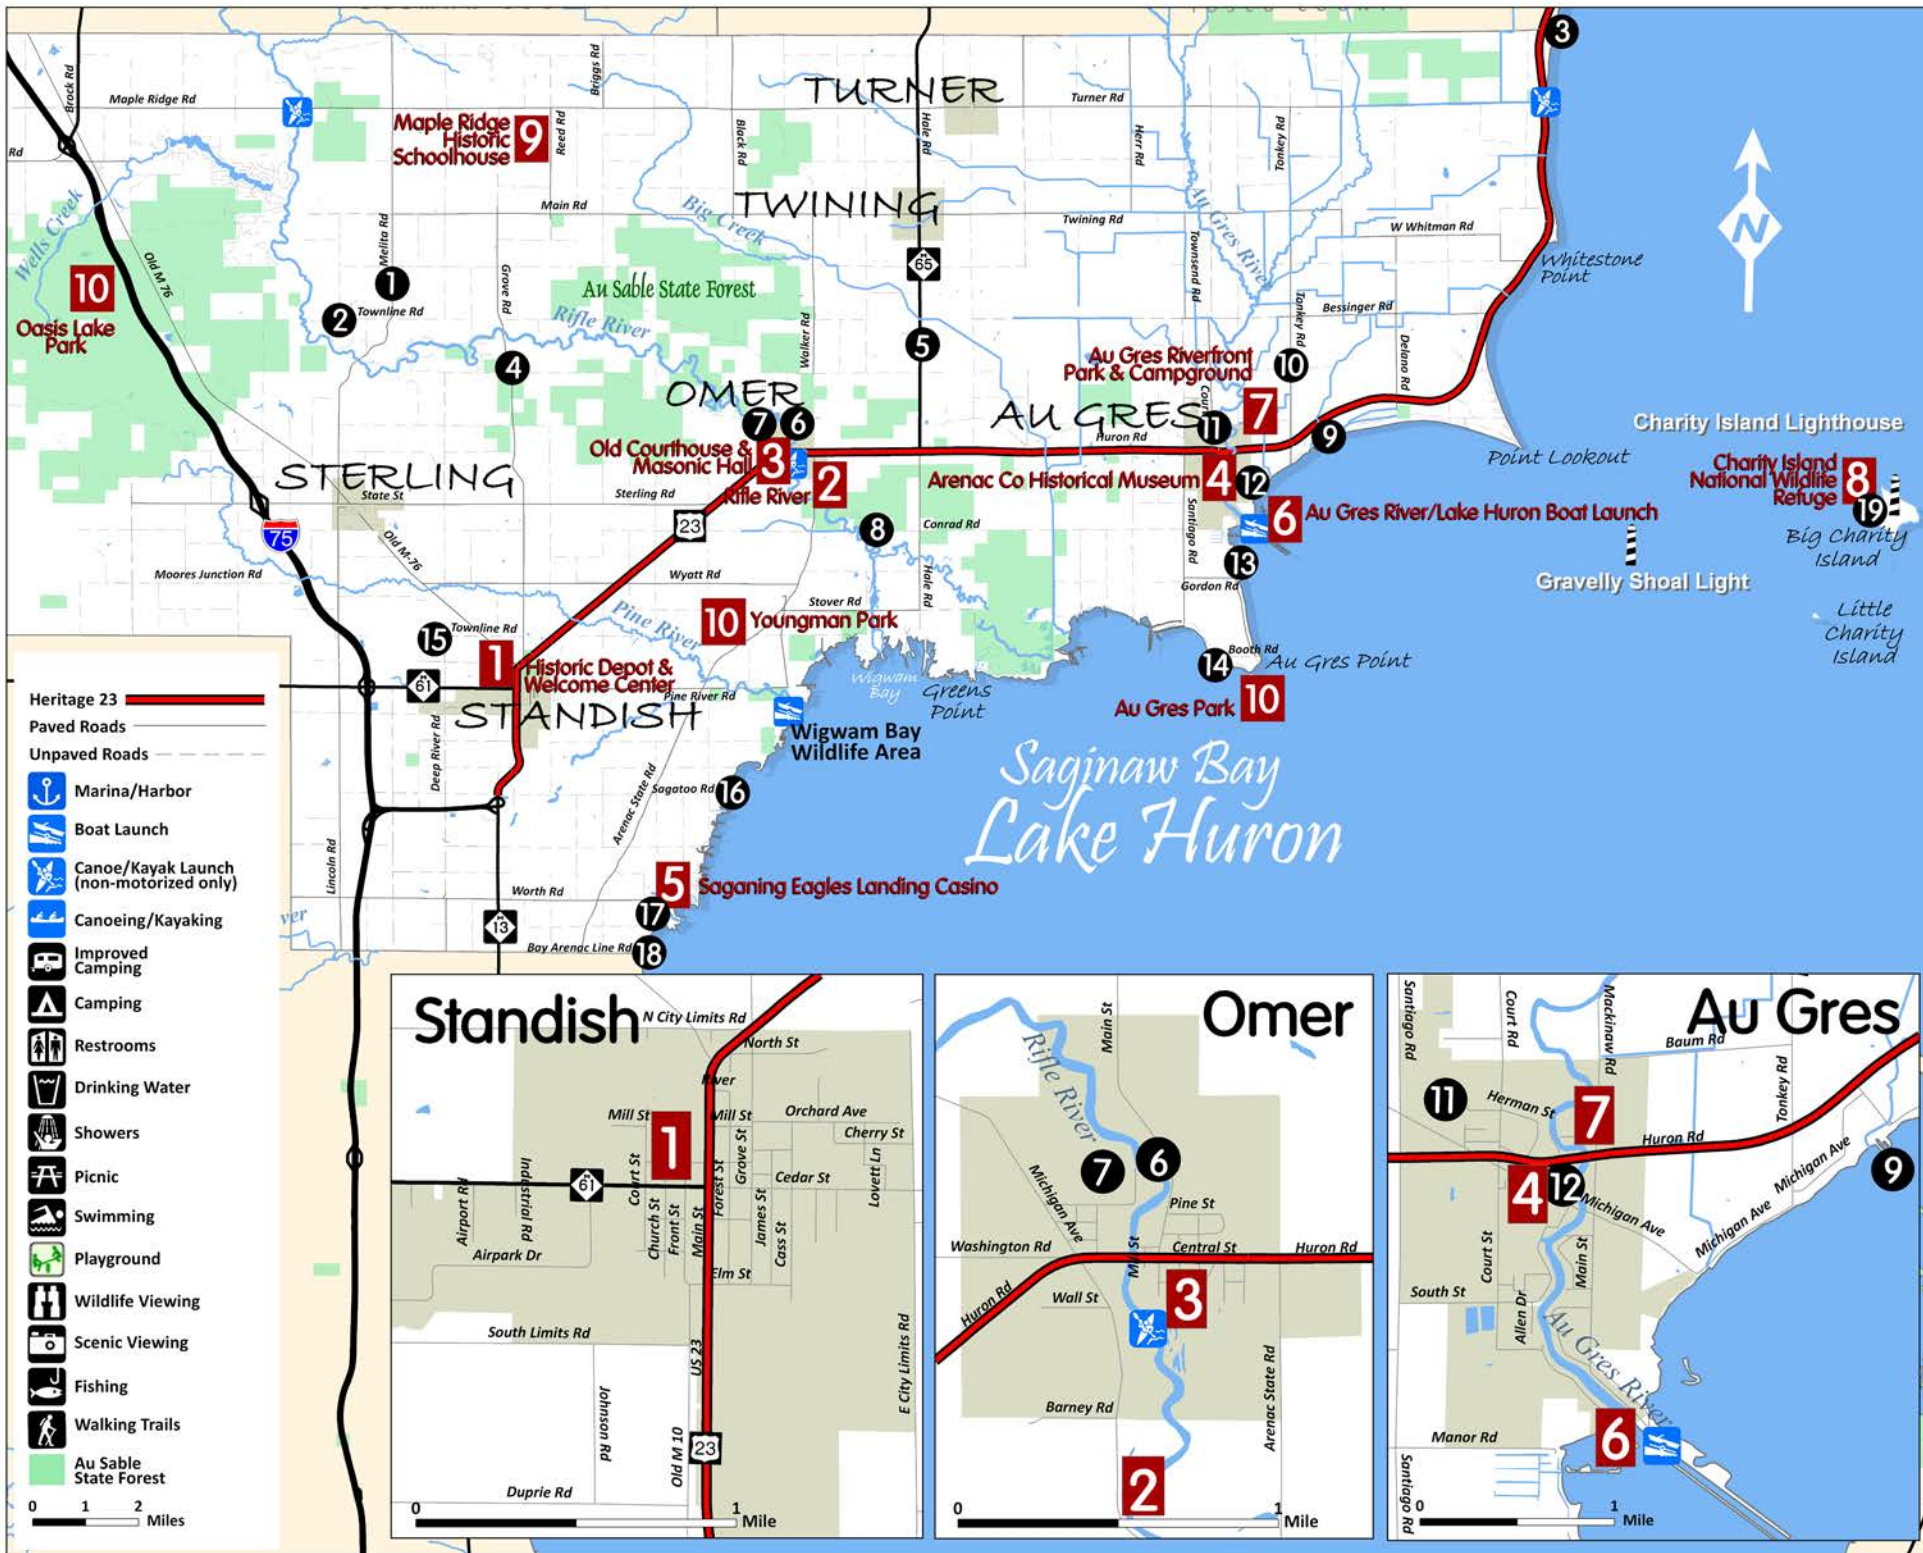 3
TURNER
Brock Rd
Maple Ridge Rd
Briggs Rd
Turner Rd
Maple Ridge
Historic
Schoolhouse
9
Reed Rd
Black Rd
Hale Rd
Herr Rd
Tonkey Rd
Rd
Wells Creek
Main Rd
Big Creek
TWINING
Twining Rd
Au Gres River
W Whitman Rd
N
Melita Rd
Old M 76
Grove Rd
65
Townsend Rd
Whitestone
Point
10
Oasis Lake
Park
1
2
Townline Rd
Au Sable State Forest
Rifle River
Walker Rd
5
Tonkey Rd
Bessinger Rd
Delano Rd
4
Au Gres Riverfront
Park & Campground
10
7
OMER
7
6
AU GRES
Court
11
Huron Rd
9
Charity Island Lighthouse
Old Courthouse &
Masonic Hall
3
Rifle River
2
Arenac Co Historical Museum
4
12
Point Lookout
Charity Island
National Wildlife
Refuge
8
19
STERLING
State St
Sterling Rd
23
75
Old M-76
8
Conrad Rd
Santiago Rd
6
Au Gres River/Lake Huron Boat Launch
Big Charity
Island
Gravelly Shoal Light
Moores Junction Rd
Wyatt Rd
Hale Rd
13
Gordon Rd
Pine River
10
Youngman Park
Stover Rd
Little
Charity
Island
15
Townline Rd
1
Historic Depot &
Welcome Center
61
Pine River Rd
Wigwam
Bay
Greens
Point
14
Booth Rd
Au Gres Point
Au Gres Park
10
STANDISH
Deep River Rd
Wigwam Bay
Wildlife Area
Arenac State Rd
Sagatoo Rd
16
Saginaw Bay
Lake Huron
Lincoln Rd
Worth Rd
5
Saganing Eagles Landing Casino
17
13
Bay Arenac Line Rd
18
ver
Heritage 23
Paved Roads
Unpaved Roads
Marina/Harbor
Boat Launch
Canoe/Kayak Launch
(non-motorized only)
Canoeing/Kayaking
Improved
Camping
Camping
Restrooms
Drinking Water
Showers
Picnic
Swimming
Playground
Wildlife Viewing
Scenic Viewing
Fishing
Walking Trails
Au Sable
State Forest
0 1 2
Miles
Standish
N City Limits Rd
North St
River
Mill St
1
Mill St
Orchard Ave
Cherry St
Grove St
Lovett Ln
Court St
Industrial Rd
Airport Rd
61
Forest St
Cedar St
Church St
Front St
Main St
James St
Cass St
Airpark Dr
Elm St
South Limits Rd
US 23
E City Limits Rd
Johnson Rd
Old M 10
23
Duprie Rd
0 1
Mile
Omer
Main St
Rifle River
7
6
Michigan Ave
Pine St
Washington Rd
Mill St
Central St
Huron Rd
Huron Rd
Wall St
3
Barney Rd
Arenac State Rd
2
0 1
Mile
Au Gres
Santiago Rd
Court Rd
Mackinaw Rd
Baum Rd
Tonkey Rd
11
Herman St
7
Huron Rd
Michigan Ave
9
4
12
Michigan Ave
Michigan Ave
Court St
Main St
South St
Allen Dr
Au Gres River
Manor Rd
6
Santiago Rd
0 1
Mile